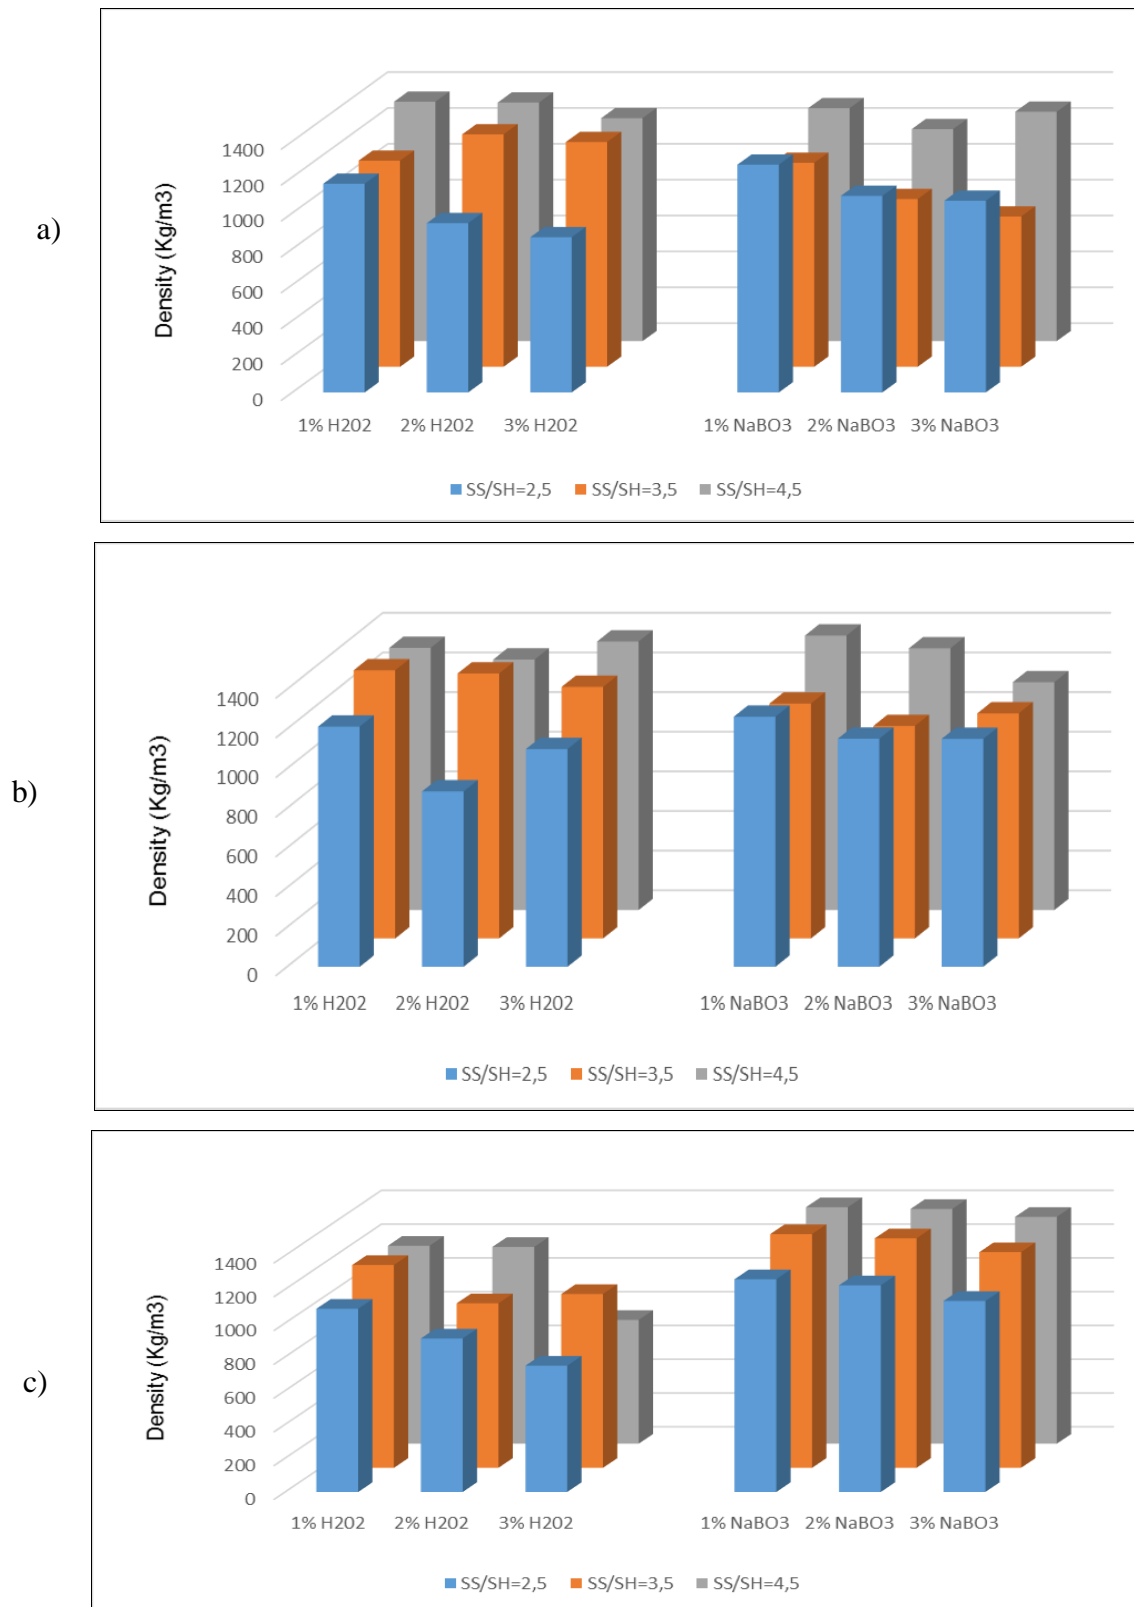 a)
Density (Kg/m3)
1400
1200
1000
800
600
400
200
0
1% H2O2 2% H2O2 3% H2O2 1% NaBO3 2% NaBO3 3% NaBO3
SS/SH=2,5 SS/SH=3,5 SS/SH=4,5
b)
Density (Kg/m3)
1400
1200
1000
800
600
400
200
0
1% H2O2 2% H2O2 3% H2O2 1% NaBO3 2% NaBO3 3% NaBO3
SS/SH=2,5 SS/SH=3,5 SS/SH=4,5
c)
Density (Kg/m3)
1400
1200
1000
800
600
400
200
0
1% H2O2 2% H2O2 3% H2O2 1% NaBO3 2% NaBO3 3% NaBO3
SS/SH=2,5 SS/SH=3,5 SS/SH=4,5